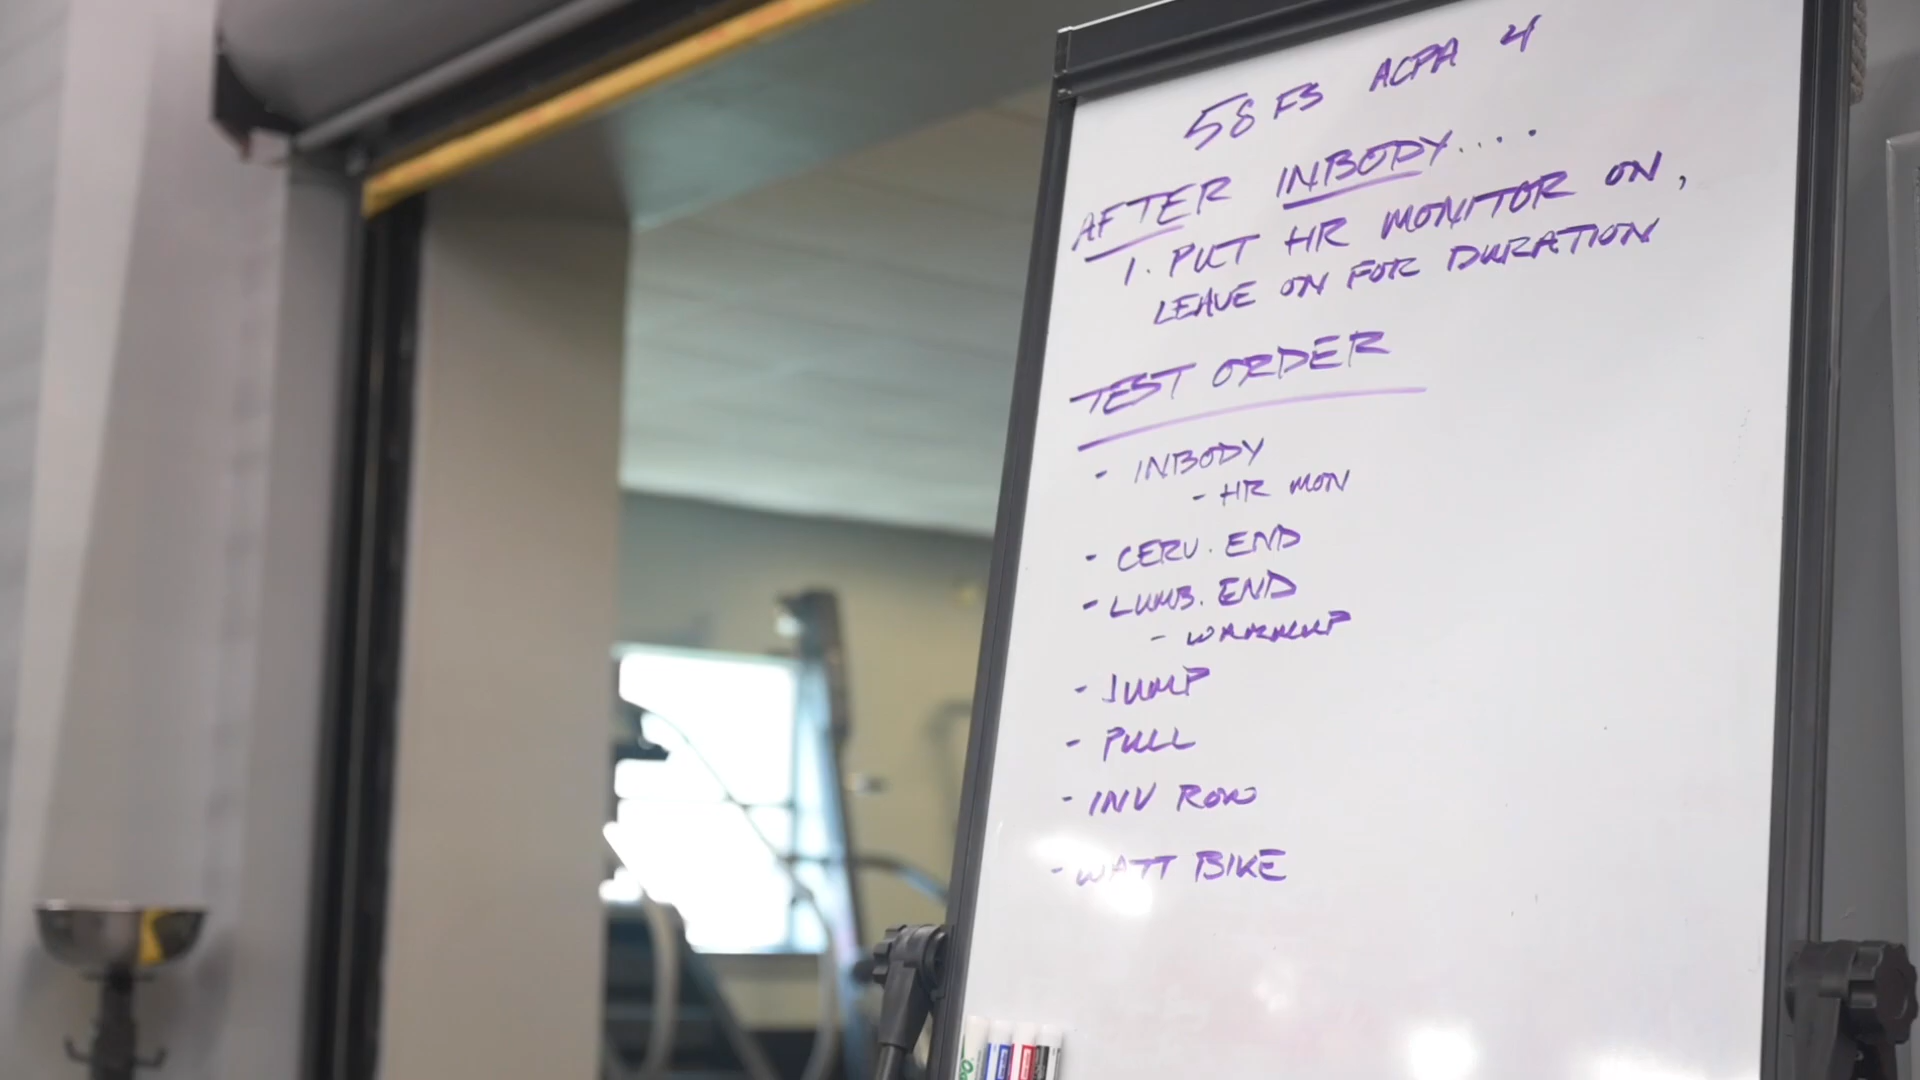 58 FS ACPA 4
AFTER INBODY....
1. PUT HR MONITOR ON,
LEAVE ON FOR DURATION
TEST ORDER
- INBODY
- HR MON
- CERV. END
- LUMB. END
- WARMUP
- JUMP
- PULL
- INV ROW
- WATT BIKE